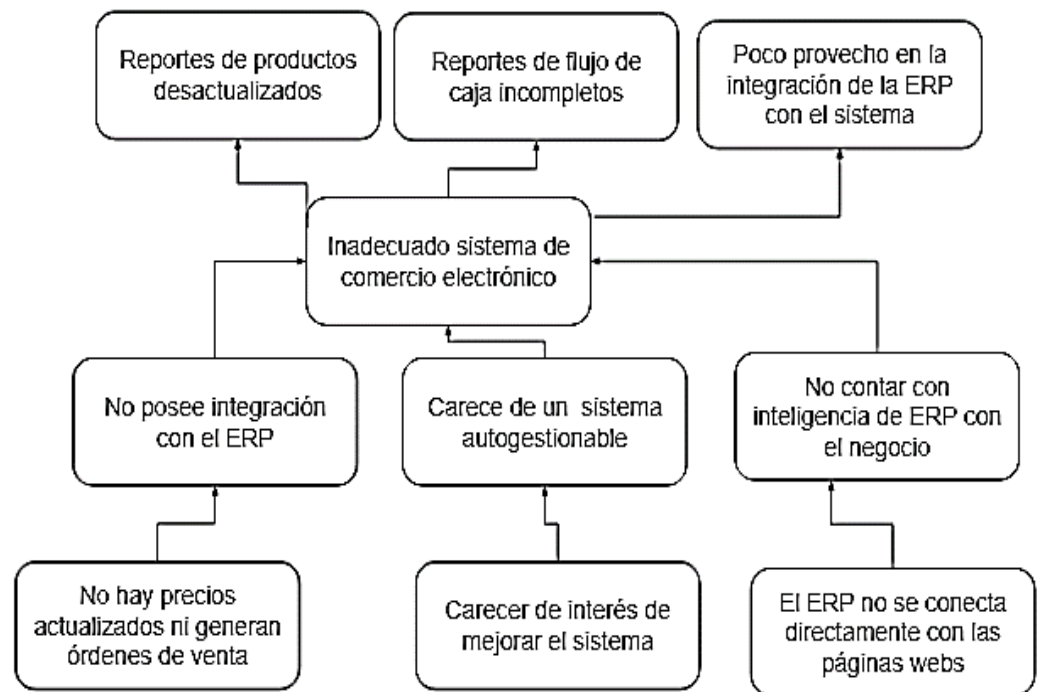 Reportes de productos
desactualizados
Reportes de flujo de
caja incompletos
Poco provecho en la
integración de la ERP
con el sistema
Inadecuado sistema de
comercio electrónico
No posee integración
con el ERP
Carece de un sistema
autogestionable
No contar con
inteligencia de ERP con
el negocio
No hay precios
actualizados ni generan
órdenes de venta
Carecer de interés de
mejorar el sistema
El ERP no se conecta
directamente con las
páginas webs